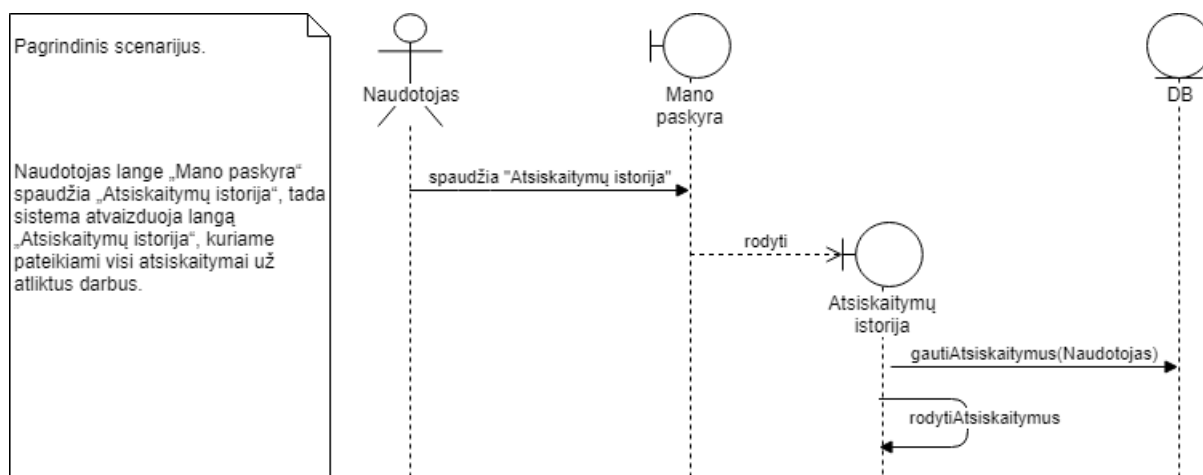 Pagrindinis scenarijus.
Naudotojas lange „Mano paskyra“
spaudžia „Atsiskaitymų istorija“, tada
sistema atvaizduoja langą
„Atsiskaitymų istorija“, kuriame
pateikiami visi atsiskaitymai už
atliktus darbus.
Naudotojas
Mano
paskyra
DB
spaudžia "Atsiskaitymų istorija"
rodyti
Atsiskaitymų
istorija
gautiAtsiskaitymus(Naudotojas)
rodytiAtsiskaitymus